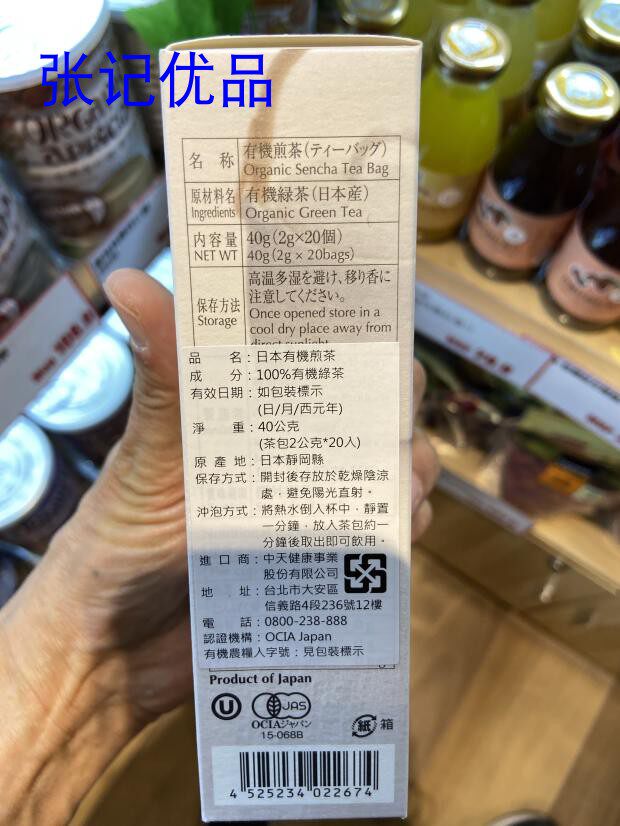 张记优品
名 称 有機煎茶(ティーバッグ)
Organic Sencha Tea Bag
原材料名 有機緑茶(日本産)
Ingredients Organic Green Tea
内容量 40g(2g×20個)
NET WT 40g (2g × 20bags)
保存方法 高温多湿を避け、移り香に
注意してください。
Storage Once opened store in a
cool dry place away from
direct sunlight
品 名:日本有機煎茶
成 分:100%有機綠茶
有效日期:如包裝標示
(日/月/西元年)
淨 重:40公克
(茶包2公克*20入)
原 產 地:日本靜岡縣
保存方式:開封後存放於乾燥陰涼
處,避免陽光直射。
沖泡方式:將熱水倒入杯中,靜置
一分鐘,放入茶包約一
分鐘後取出即可飲用。
進 口 商:中天健康事業
股份有限公司
地 址:台北市大安區
信義路4段236號12樓
電 話:0800-238-888
認證機構:OCIA Japan
有機農糧入字號:見包裝標示
Product of Japan
U JAS
OCIAジャパン
15-068B
紙 箱
4 525234 022674